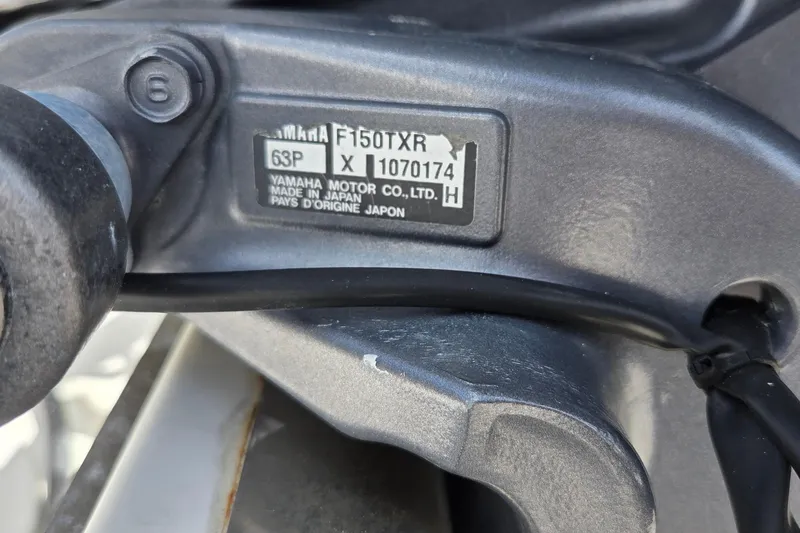 6
YAMAHA F150TXR
63P X 1070174
YAMAHA MOTOR CO., LTD. H
MADE IN JAPAN
PAYS D'ORIGINE JAPON